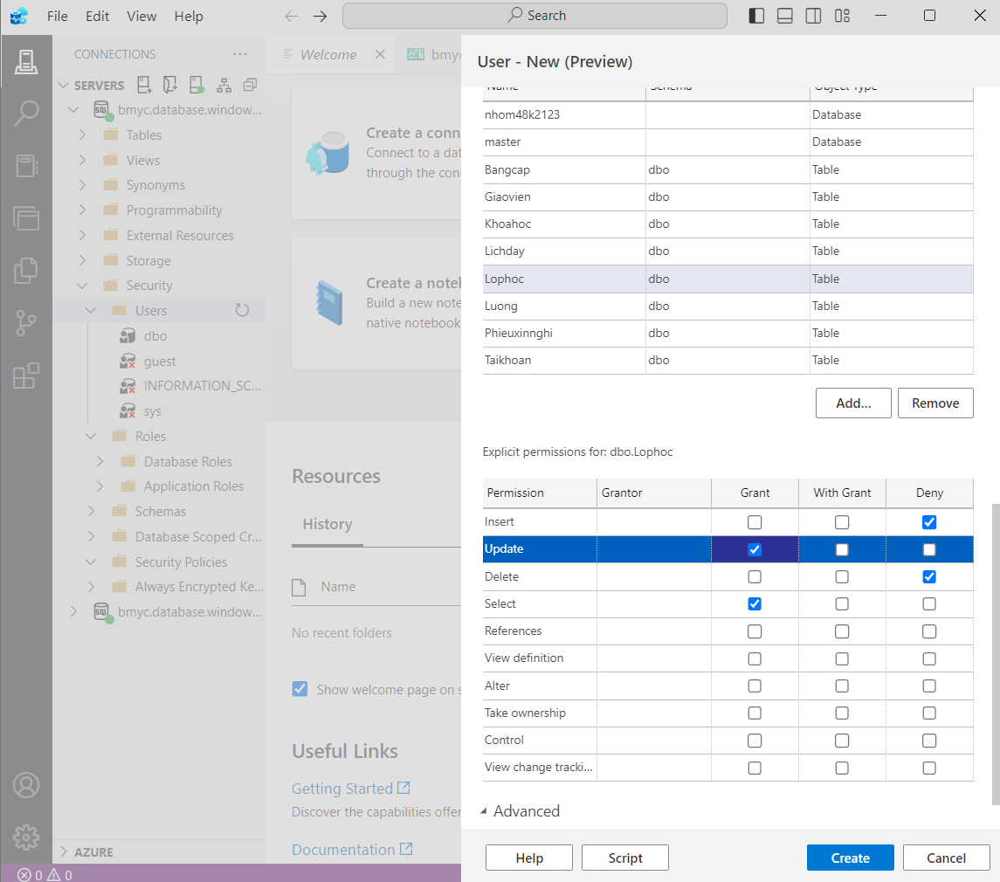 File Edit View Help Search
CONNECTIONS ...
SERVERS
bmyc.database.window...
Tables
Views
Synonyms
Programmability
External Resources
Storage
Security
Users
dbo
guest
INFORMATION_SC...
sys
Roles
Database Roles
Application Roles
Schemas
Database Scoped Cr...
Security Policies
Always Encrypted Ke...
bmyc.database.window...
AZURE
0 0
Welcome bmyc
Create a conn
Connect to a dat
through the con
Create a note
Build a new note
native notebook
Resources
History
Name
No recent folders
Show welcome page on s
Useful Links
Getting Started
Discover the capabilities offer
Documentation
User - New (Preview)
Name Schema Object Type
nhom48k2123 Database
master Database
Bangcap dbo Table
Giaovien dbo Table
Khoahoc dbo Table
Lichday dbo Table
Lophoc dbo Table
Luong dbo Table
Phieuxinnghi dbo Table
Taikhoan dbo Table
Add... Remove
Explicit permissions for: dbo.Lophoc
Permission Grantor Grant With Grant Deny
Insert
Update
Delete
Select
References
View definition
Alter
Take ownership
Control
View change tracki...
Advanced
Help Script Create Cancel